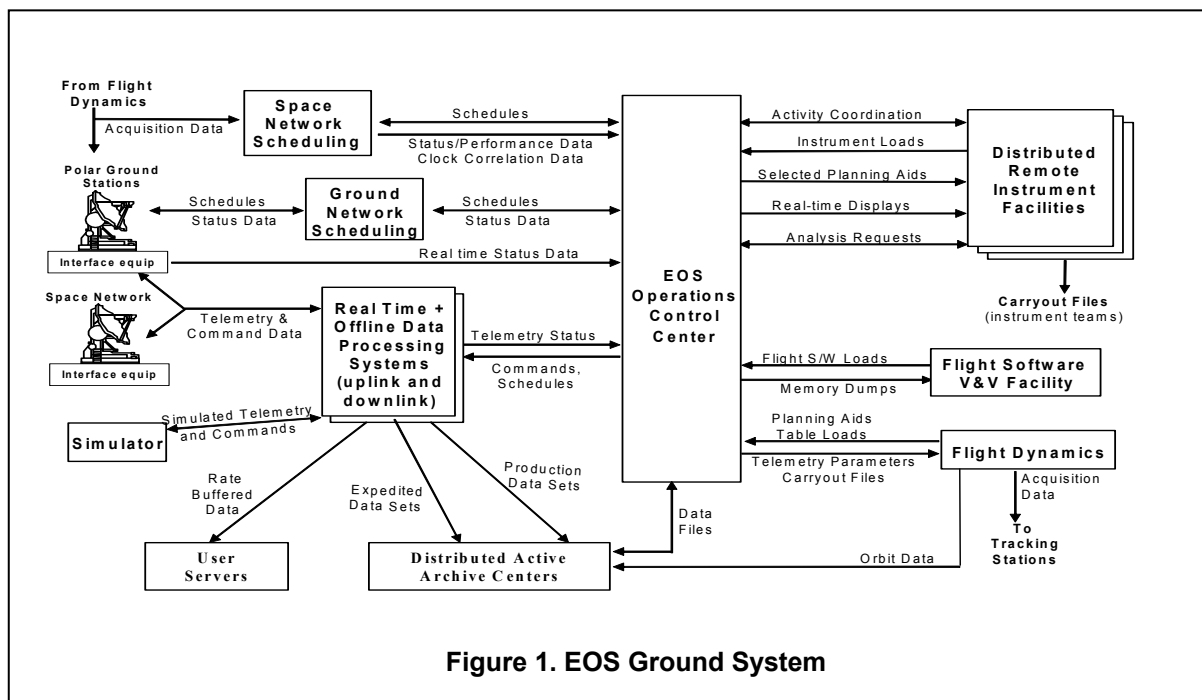 From Flight
Dynamics
Acquisition Data
Space
Network
Scheduling
Schedules
Status/Performance Data
Clock Correlation Data
Polar Ground
Stations
Interface equip
Schedules
Status Data
Ground
Network
Scheduling
Schedules
Status Data
Real time Status Data
Space Network
Interface equip
Telemetry &
Command Data
Real Time +
Offline Data
Processing
Systems
(uplink and
downlink)
Telemetry Status
Commands,
Schedules
Simulator
Simulated Telemetry
and Commands
Rate
Buffered
Data
Expedited
Data Sets
Production
Data Sets
User
Servers
Distributed Active
Archive Centers
EOS
Operations
Control
Center
Data
Files
Activity Coordination
Instrument Loads
Selected Planning Aids
Real-time Displays
Analysis Requests
Distributed
Remote
Instrument
Facilities
Carryout Files
(instrument teams)
Flight S/W Loads
Memory Dumps
Flight Software
V&V Facility
Planning Aids
Table Loads
Telemetry Parameters
Carryout Files
Flight Dynamics
Acquisition
Data
To
Tracking
Stations
Orbit Data
Figure 1. EOS Ground System